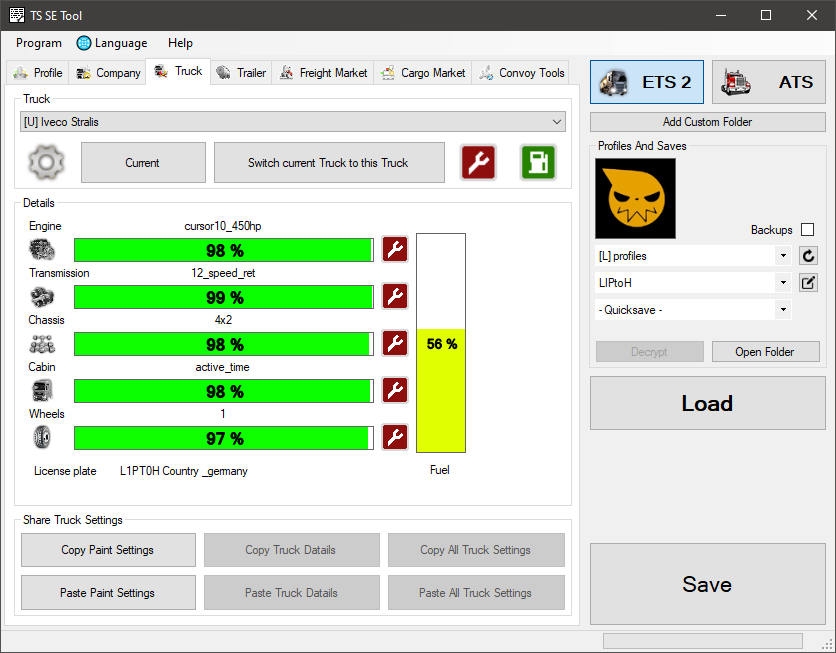 TS SE Tool
Program Language Help
Profile Company Truck Trailer Freight Market Cargo Market Convoy Tools
Truck
[U] Iveco Stralis
Current Switch current Truck to this Truck
Details
Engine cursor10_450hp
98 %
Transmission 12_speed_ret
99 %
Chassis 4x2
98 %
Cabin active_time
98 %
Wheels 1
97 %
56 %
License plate L1PT0H Country _germany
Fuel
Share Truck Settings
Copy Paint Settings Copy Truck Datails Copy All Truck Settings
Paste Paint Settings Paste Truck Datails Paste All Truck Settings
ETS 2 ATS
Add Custom Folder
Profiles And Saves
Backups
[L] profiles
LIPtoH
- Quicksave -
Decrypt Open Folder
Load
Save